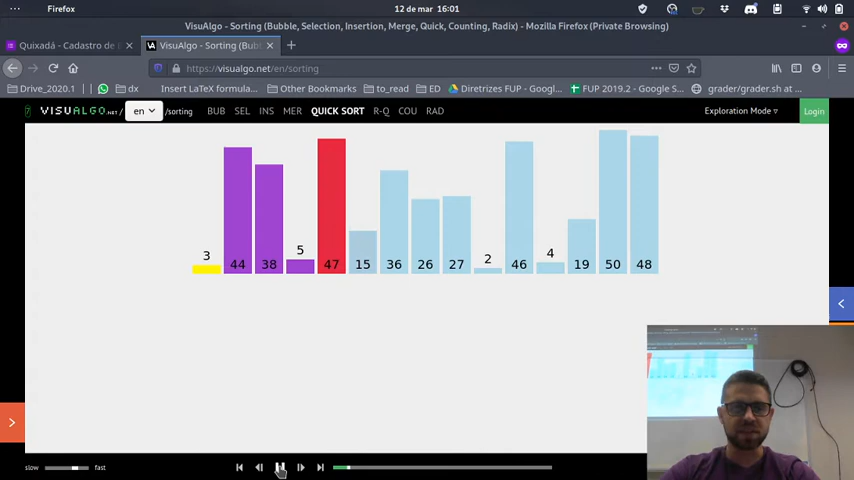 Firefox
12 de mar 16:01
VisuAlgo - Sorting (Bubble, Selection, Insertion, Merge, Quick, Counting, Radix) - Mozilla Firefox (Private Browsing)
Quixadá - Cadastro de
VisuAlgo - Sorting (Bub
https://visualgo.net/en/sorting
Drive_2020.1
WhatsApp
Insert LaTeX formula...
Other Bookmarks
to_read
ED
Diretrizes FUP - Google S...
FUP 2019.2 - Google S...
grader/grader.sh at ...
7 VISUALGO.NET/ en /sorting BUB SEL INS MER QUICK SORT R-Q COU RAD Exploration Mode Login
3 44 38 5 47 15 36 26 27 2 46 4 19 50 48
slow fast